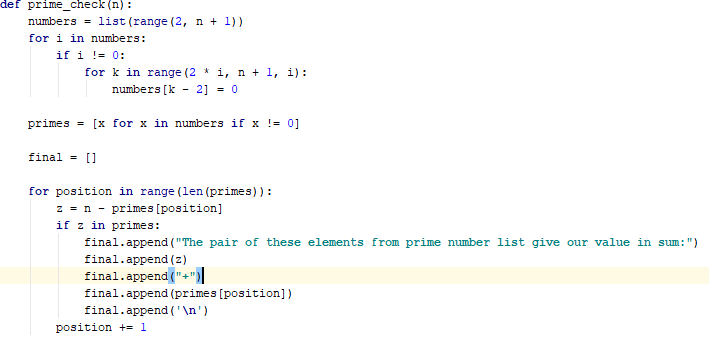 def prime_check(n):
    numbers = list(range(2, n + 1))
    for i in numbers:
        if i != 0:
            for k in range(2 * i, n + 1, i):
                numbers[k - 2] = 0

    primes = [x for x in numbers if x != 0]

    final = []

    for position in range(len(primes)):
        z = n - primes[position]
        if z in primes:
            final.append("The pair of these elements from prime number list give our value in sum:")
            final.append(z)
            final.append("+")
            final.append(primes[position])
            final.append('\n')
        position += 1